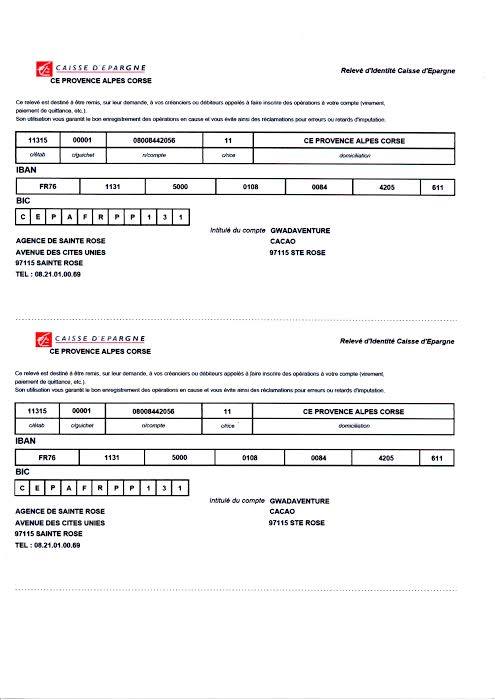 CAISSE D'EPARGNE
CE PROVENCE ALPES CORSE
Relevé d'Identité Caisse d'Epargne
Ce relevé est destiné à être remis, sur leur demande, à vos créanciers ou débiteurs appelés à faire inscrire des opérations à votre compte (virement,
paiement de quittance, etc.).
Son utilisation vous garantit le bon enregistrement des opérations en cause et vous évite ainsi des réclamations pour erreurs ou retards d'imputation.
11315 00001 08008442056 11 CE PROVENCE ALPES CORSE
c/étab c/guichet n/compte c/rice domiciliation
IBAN
FR76 1131 5000 0108 0084 4205 611
BIC
C E P A F R P P 1 3 1
Intitulé du compte GWADAVENTURE
AGENCE DE SAINTE ROSE CACAO
AVENUE DES CITES UNIES 97115 STE ROSE
97115 SAINTE ROSE
TEL : 08.21.01.00.69
CAISSE D'EPARGNE
CE PROVENCE ALPES CORSE
Relevé d'Identité Caisse d'Epargne
Ce relevé est destiné à être remis, sur leur demande, à vos créanciers ou débiteurs appelés à faire inscrire des opérations à votre compte (virement,
paiement de quittance, etc.).
Son utilisation vous garantit le bon enregistrement des opérations en cause et vous évite ainsi des réclamations pour erreurs ou retards d'imputation.
11315 00001 08008442056 11 CE PROVENCE ALPES CORSE
c/étab c/guichet n/compte c/rice domiciliation
IBAN
FR76 1131 5000 0108 0084 4205 611
BIC
C E P A F R P P 1 3 1
Intitulé du compte GWADAVENTURE
AGENCE DE SAINTE ROSE CACAO
AVENUE DES CITES UNIES 97115 STE ROSE
97115 SAINTE ROSE
TEL : 08.21.01.00.69